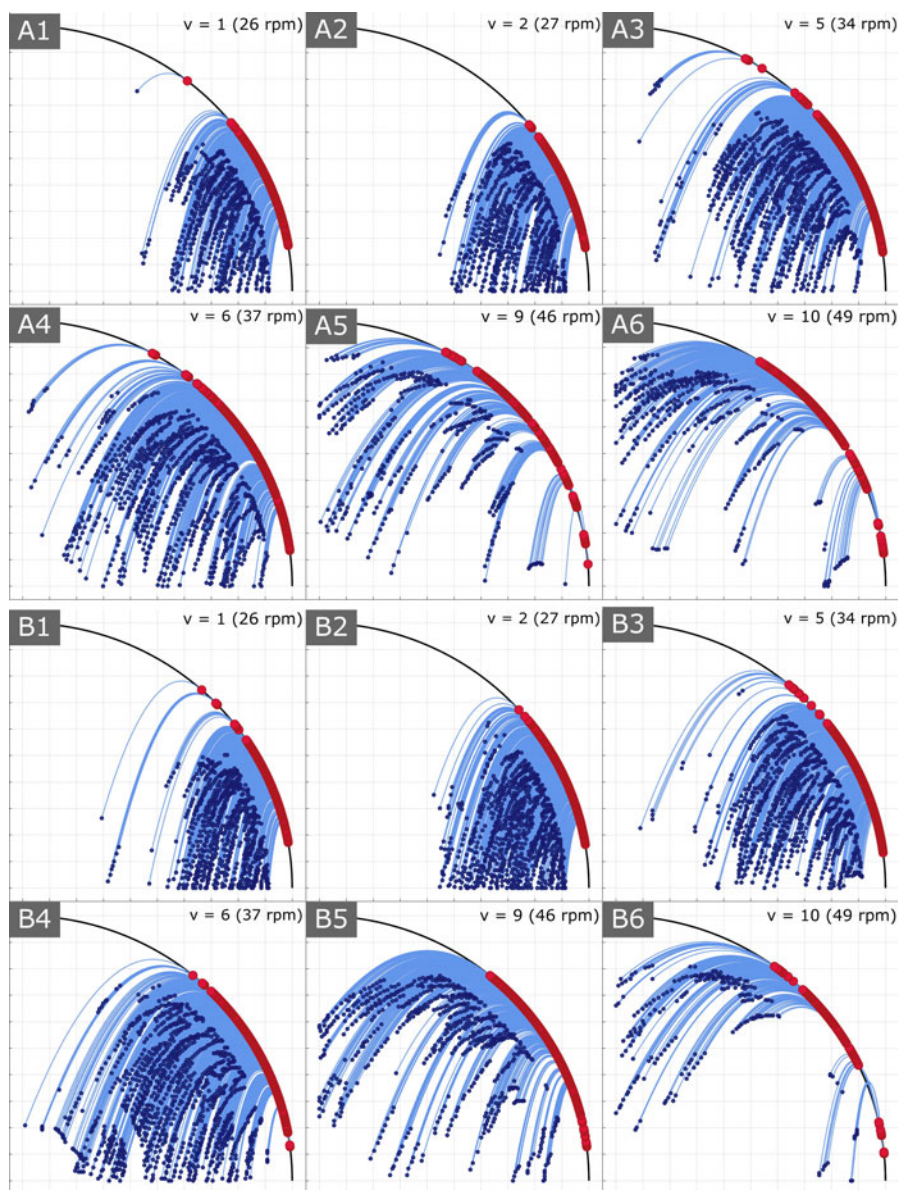 A1 v = 1 (26 rpm)
A2 v = 2 (27 rpm)
A3 v = 5 (34 rpm)
A4 v = 6 (37 rpm)
A5 v = 9 (46 rpm)
A6 v = 10 (49 rpm)
B1 v = 1 (26 rpm)
B2 v = 2 (27 rpm)
B3 v = 5 (34 rpm)
B4 v = 6 (37 rpm)
B5 v = 9 (46 rpm)
B6 v = 10 (49 rpm)